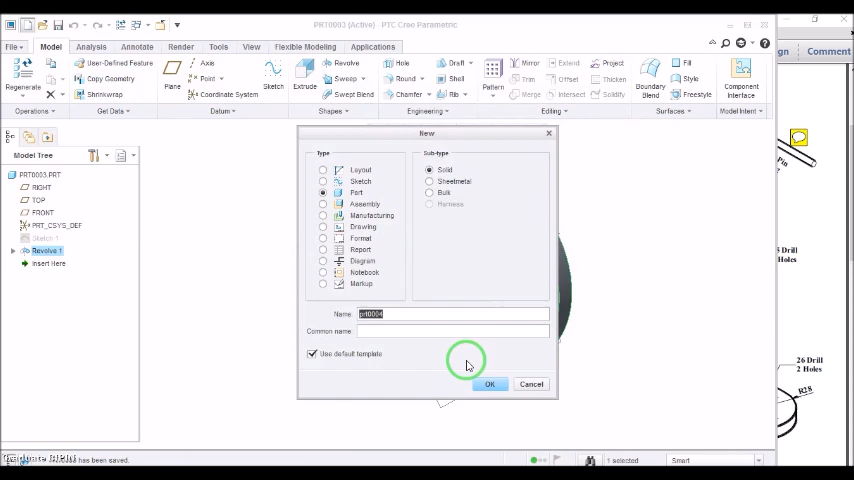 PRT0003 (Active) - PTC Creo Parametric
File Model Analysis Annotate Render Tools View Flexible Modeling Applications
gn Comment
Regenerate
User-Defined Feature
Copy Geometry
Shrinkwrap
Plane
Axis
Point
Coordinate System
Sketch
Extrude
Revolve
Sweep
Swept Blend
Hole
Round
Chamfer
Draft
Shell
Rib
Pattern
Mirror
Trim
Merge
Extend
Offset
Intersect
Project
Thicken
Solidify
Boundary Blend
Fill
Style
Freestyle
Component Interface
Operations Get Data Datum Shapes Engineering Editing Surfaces Model Intent
Model Tree
PRT0003.PRT
RIGHT
TOP
FRONT
PRT_CSYS_DEF
Sketch 1
Revolve 1
Insert Here
New
Type
Layout
Sketch
Part
Assembly
Manufacturing
Drawing
Format
Report
Diagram
Notebook
Markup
Sub-type
Solid
Sheetmetal
Bulk
Harness
Name: prt0004
Common name:
Use default template
OK Cancel
Pin
Drill
Holes
26 Drill
2 Holes
R28
has been saved.
1 selected
Smart